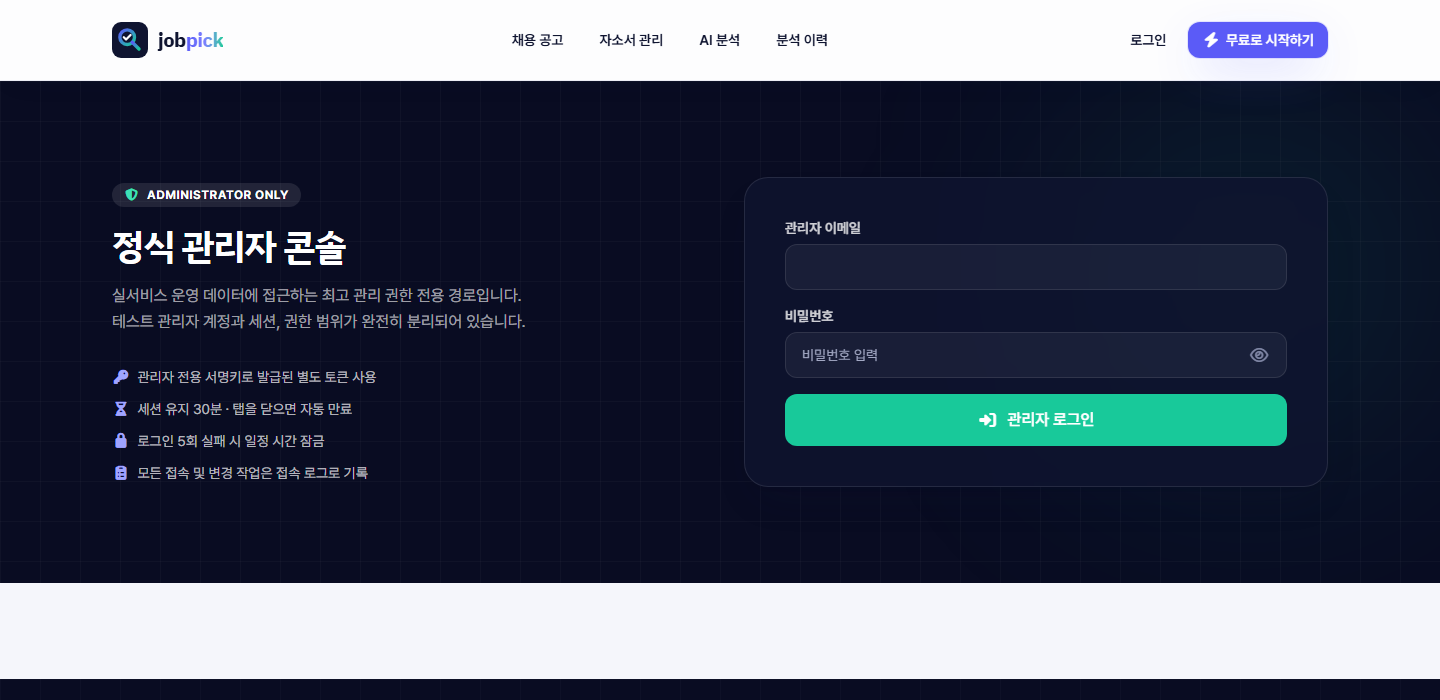 jobpick
채용 공고
자소서 관리
AI 분석
분석 이력
로그인
무료로 시작하기
ADMINISTRATOR ONLY
정식 관리자 콘솔
실서비스 운영 데이터에 접근하는 최고 관리 권한 전용 경로입니다.
테스트 관리자 계정과 세션, 권한 범위가 완전히 분리되어 있습니다.
관리자 전용 서명키로 발급된 별도 토큰 사용
세션 유지 30분 · 탭을 닫으면 자동 만료
로그인 5회 실패 시 일정 시간 잠금
모든 접속 및 변경 작업은 접속 로그로 기록
관리자 이메일
비밀번호
비밀번호 입력
관리자 로그인